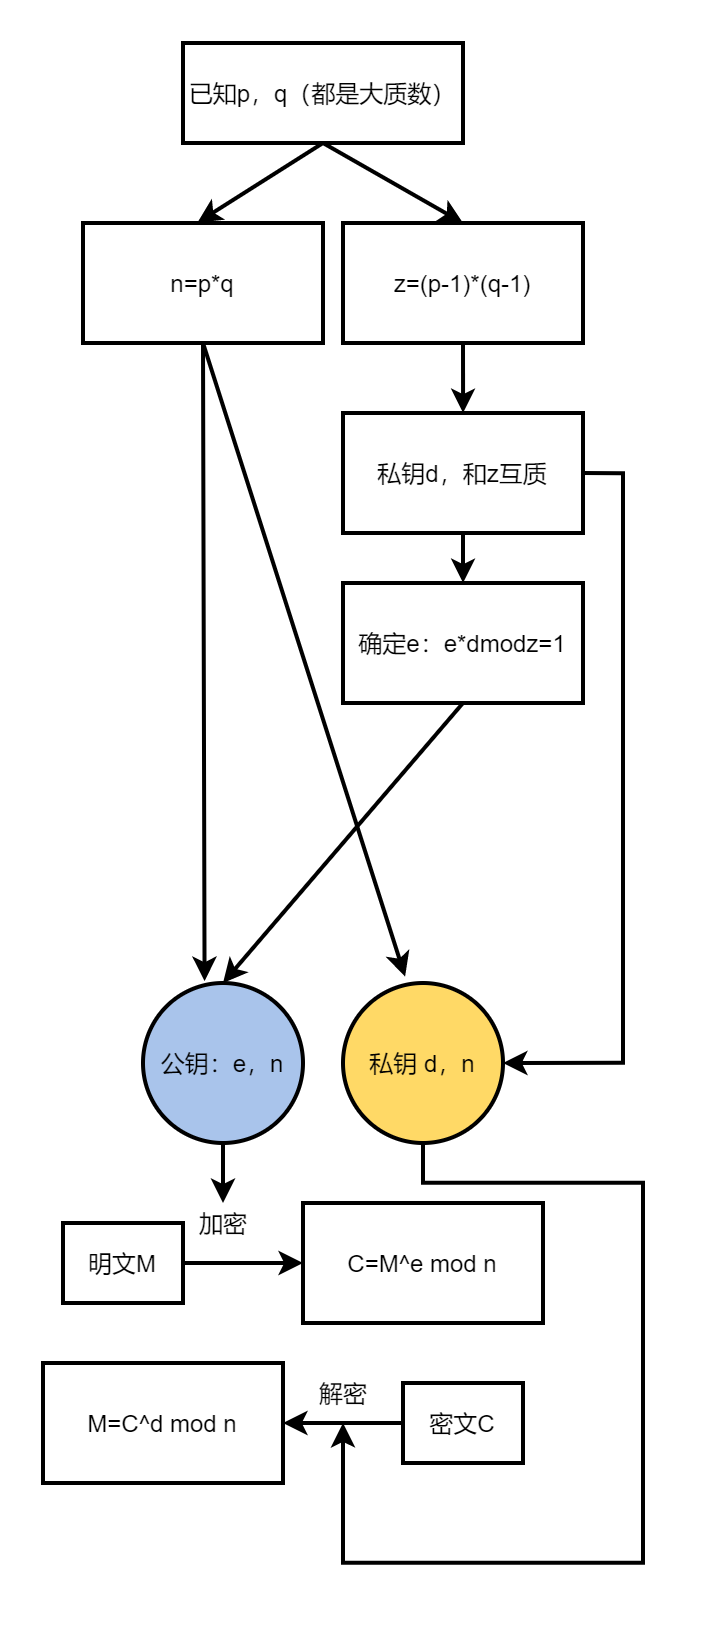 已知p，q（都是大质数）
n=p*q
z=(p-1)*(q-1)
私钥d，和z互质
确定e：e*dmodz=1
公钥：e，n
私钥 d，n
加密
明文M
C=M^e mod n
解密
M=C^d mod n
密文C